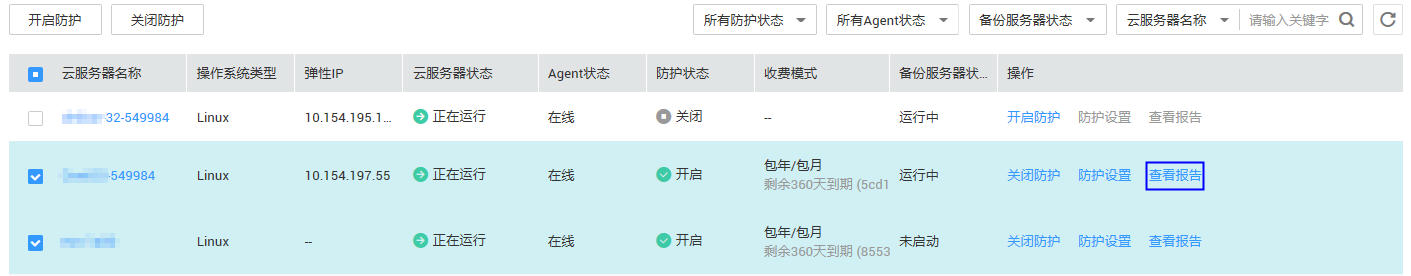 开启防护 关闭防护 所有防护状态 所有Agent状态 备份服务器状态 云服务器名称 请输入关键字
云服务器名称 操作系统类型 弹性IP 云服务器状态 Agent状态 防护状态 收费模式 备份服务器状... 操作
-32-549984 Linux 10.154.195.1... 正在运行 在线 关闭 -- 运行中 开启防护 防护设置 查看报告
-549984 Linux 10.154.197.55 正在运行 在线 开启 包年/包月 运行中 关闭防护 防护设置 查看报告
剩余360天到期 (5cd1
Linux -- 正在运行 在线 开启 包年/包月 未启动 关闭防护 防护设置 查看报告
剩余360天到期 (8553